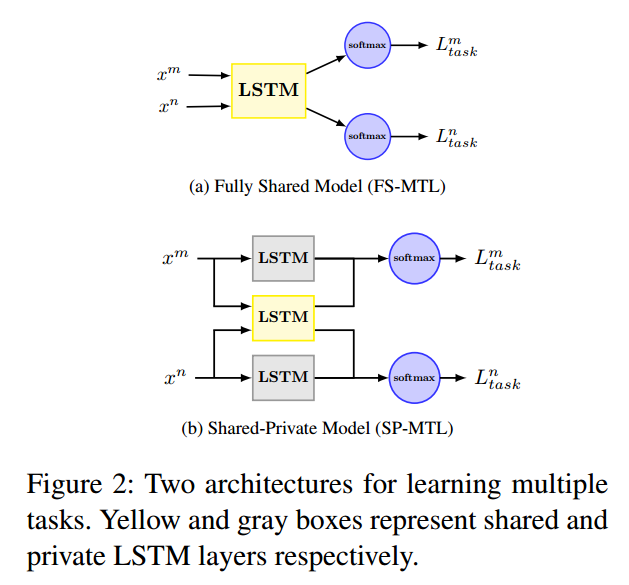 softmax
L^m_task
x^m
LSTM
x^n
softmax
L^n_task
(a) Fully Shared Model (FS-MTL)
x^m
LSTM
softmax
L^m_task
LSTM
x^n
LSTM
softmax
L^n_task
(b) Shared-Private Model (SP-MTL)
Figure 2: Two architectures for learning multiple
tasks. Yellow and gray boxes represent shared and
private LSTM layers respectively.